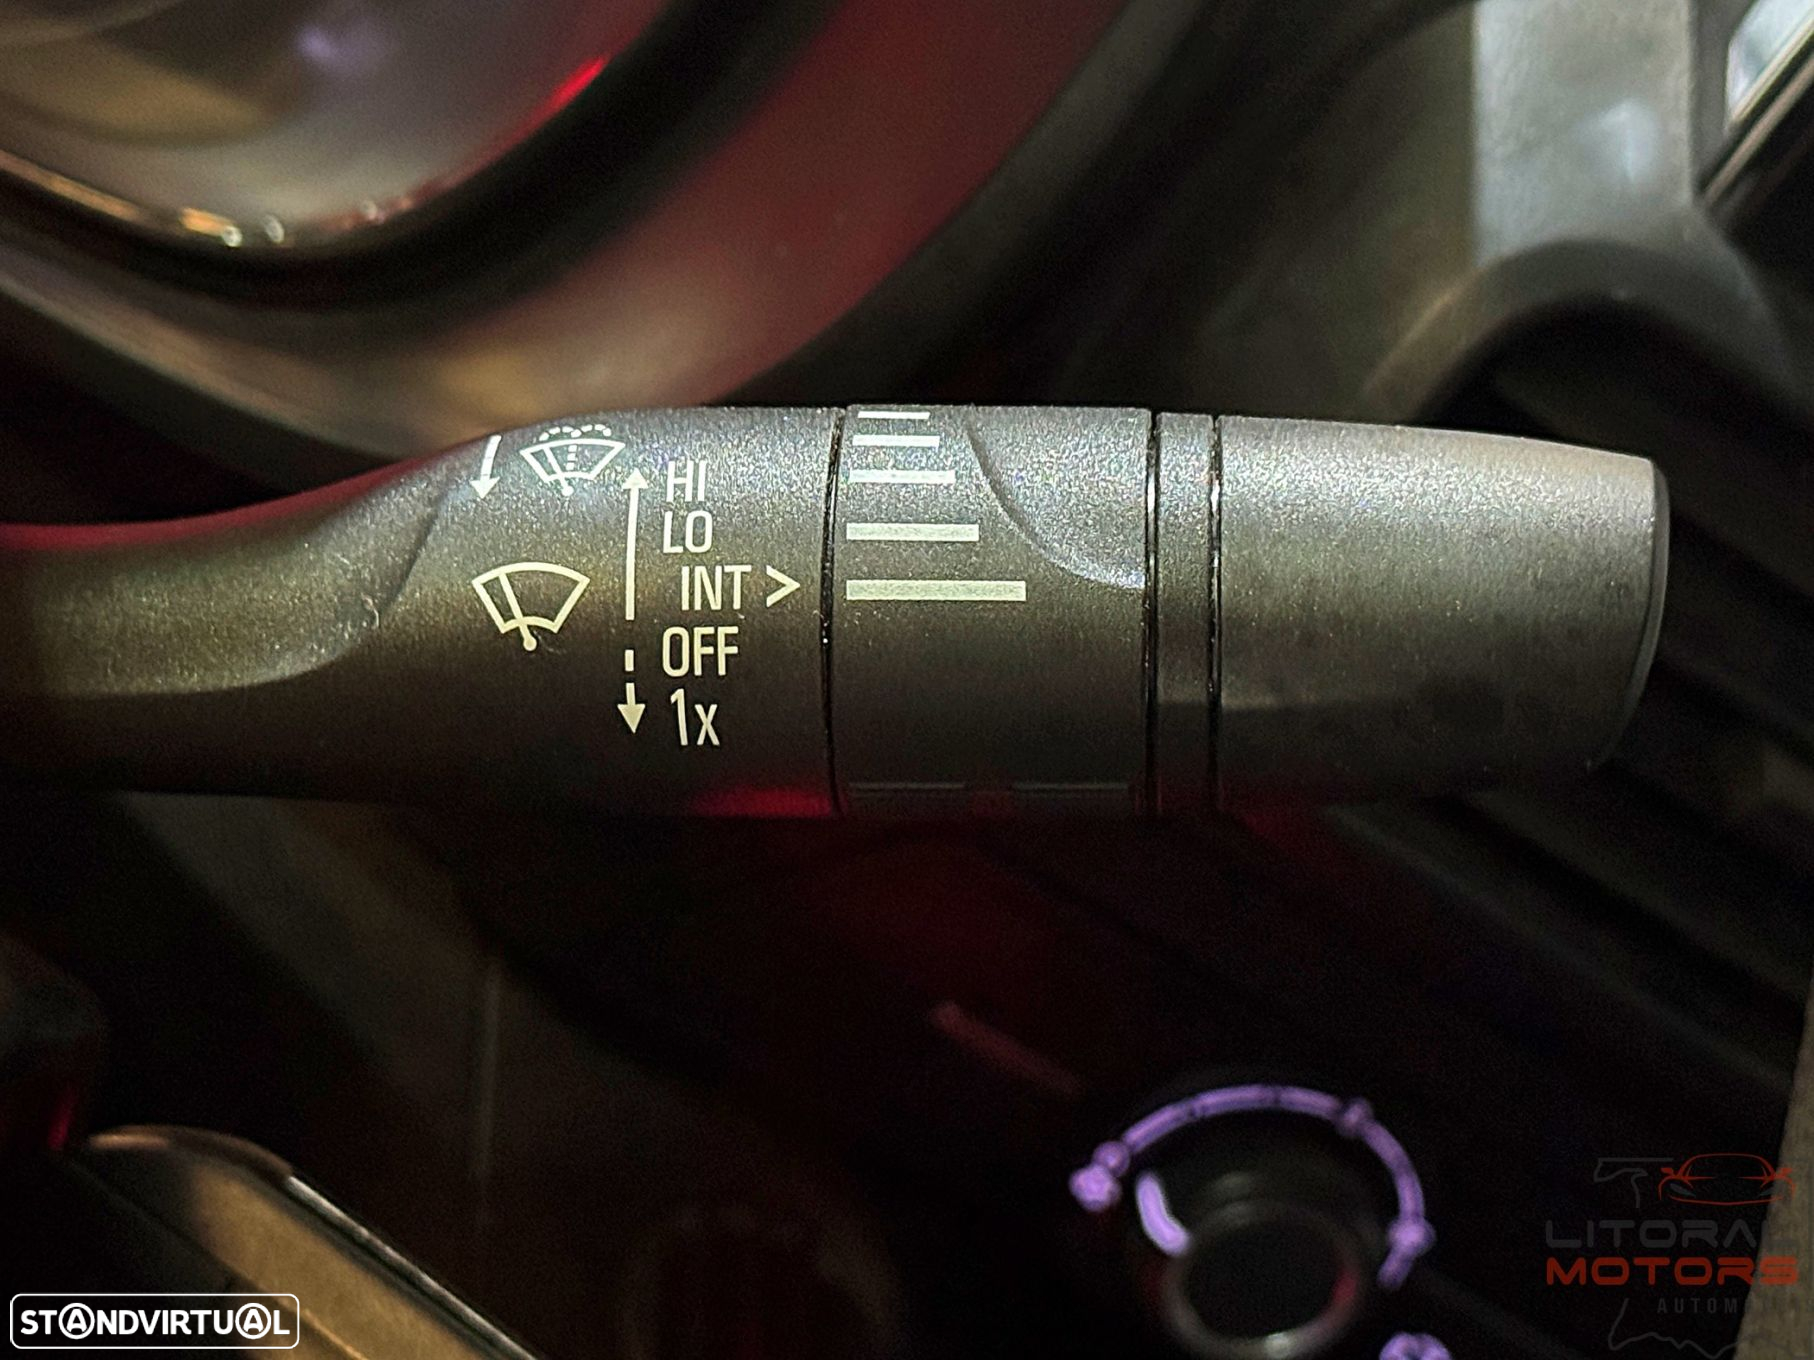 HI
LO
INT >
OFF
1x
LITORAL
MOTORS
STANDVIRTUAL